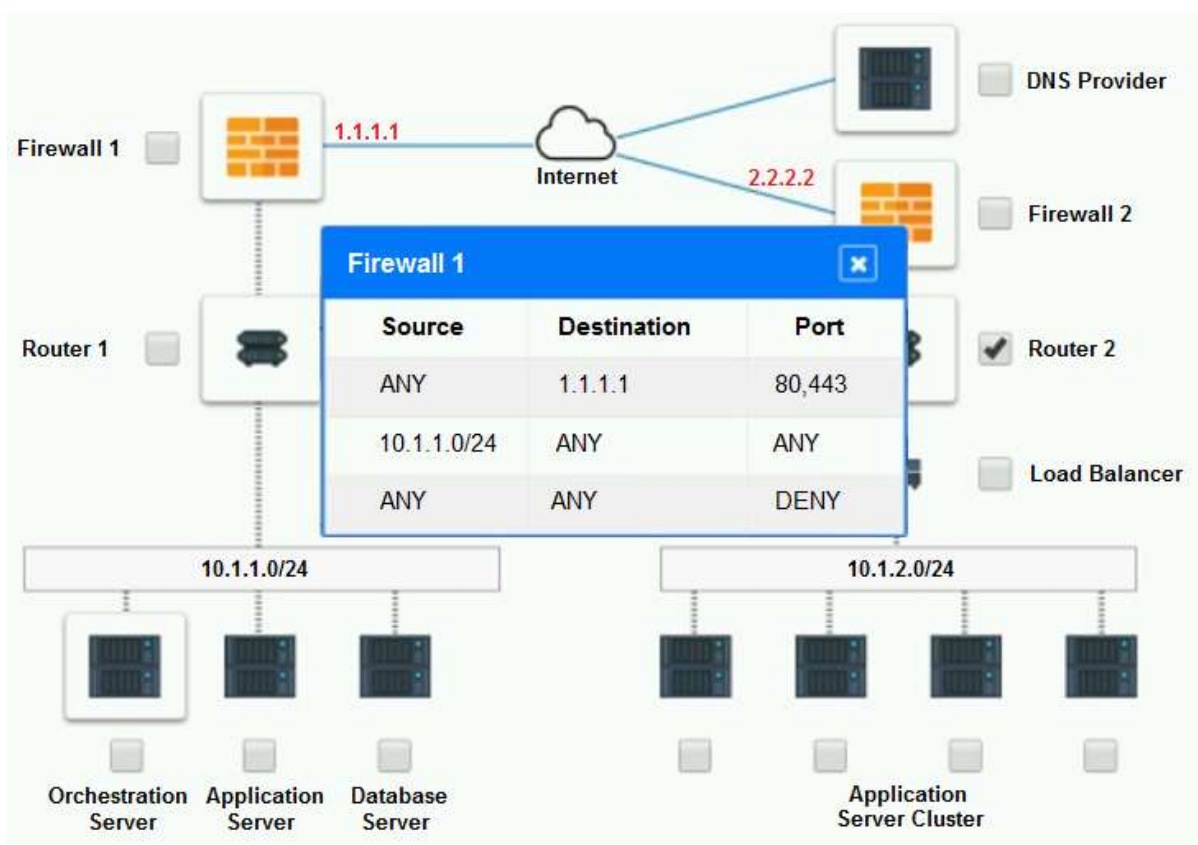 DNS Provider
Firewall 1
1.1.1.1
Internet
2.2.2.2
Firewall 2
Firewall 1
Source Destination Port
ANY 1.1.1.1 80,443
10.1.1.0/24 ANY ANY
ANY ANY DENY
Router 1
Router 2
Load Balancer
10.1.1.0/24
10.1.2.0/24
Orchestration
Server
Application
Server
Database
Server
Application
Server Cluster